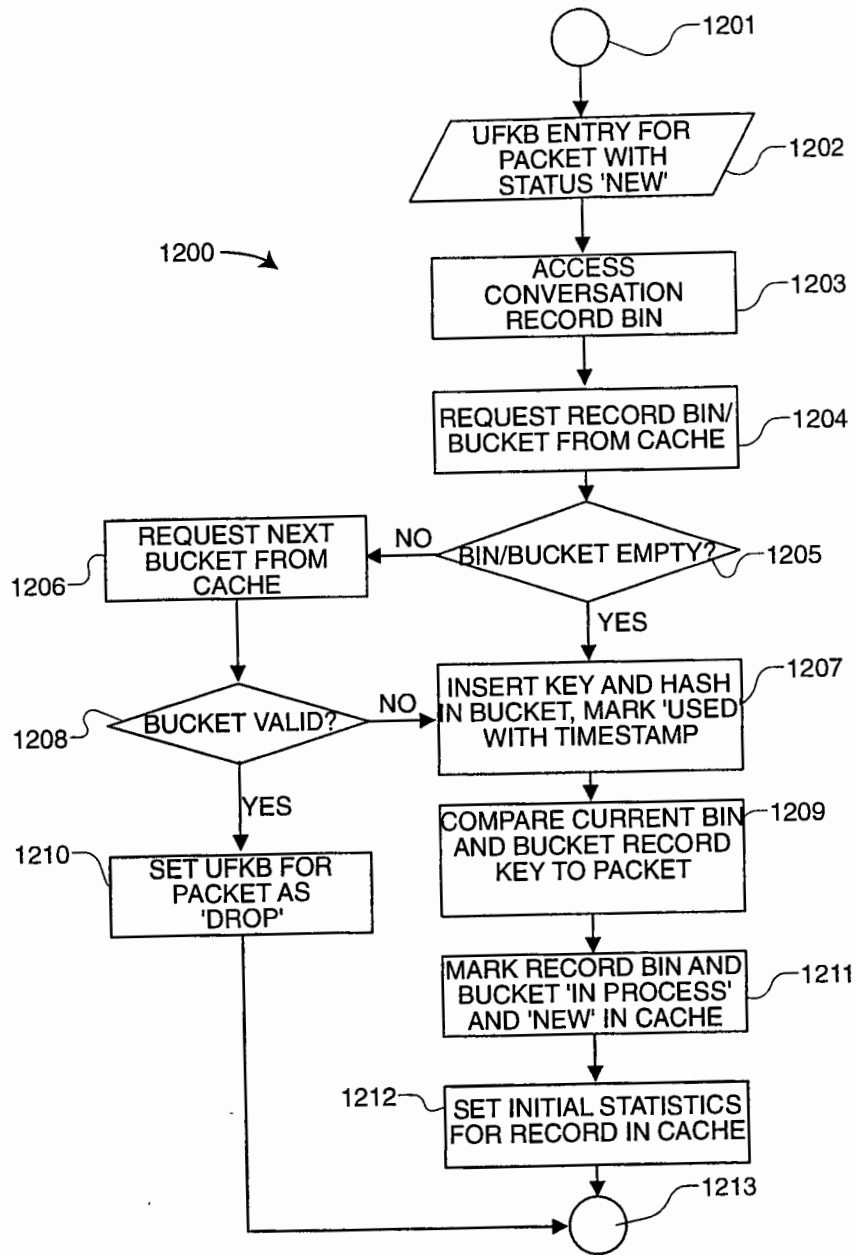 1201
UFKB ENTRY FOR
PACKET WITH
STATUS 'NEW'
1202
1200
ACCESS
CONVERSATION
RECORD BIN
1203
REQUEST RECORD BIN/
BUCKET FROM CACHE
1204
REQUEST NEXT
BUCKET FROM
CACHE
1206
NO
BIN/BUCKET EMPTY?
1205
YES
BUCKET VALID?
1208
NO
INSERT KEY AND HASH
IN BUCKET, MARK 'USED
WITH TIMESTAMP
1207
YES
COMPARE CURRENT BIN
AND BUCKET RECORD
KEY TO PACKET
1209
1210
SET UFKB FOR
PACKET AS
'DROP'
MARK RECORD BIN AND
BUCKET 'IN PROCESS'
AND 'NEW' IN CACHE
1211
1212
SET INITIAL STATISTICS
FOR RECORD IN CACHE
1213